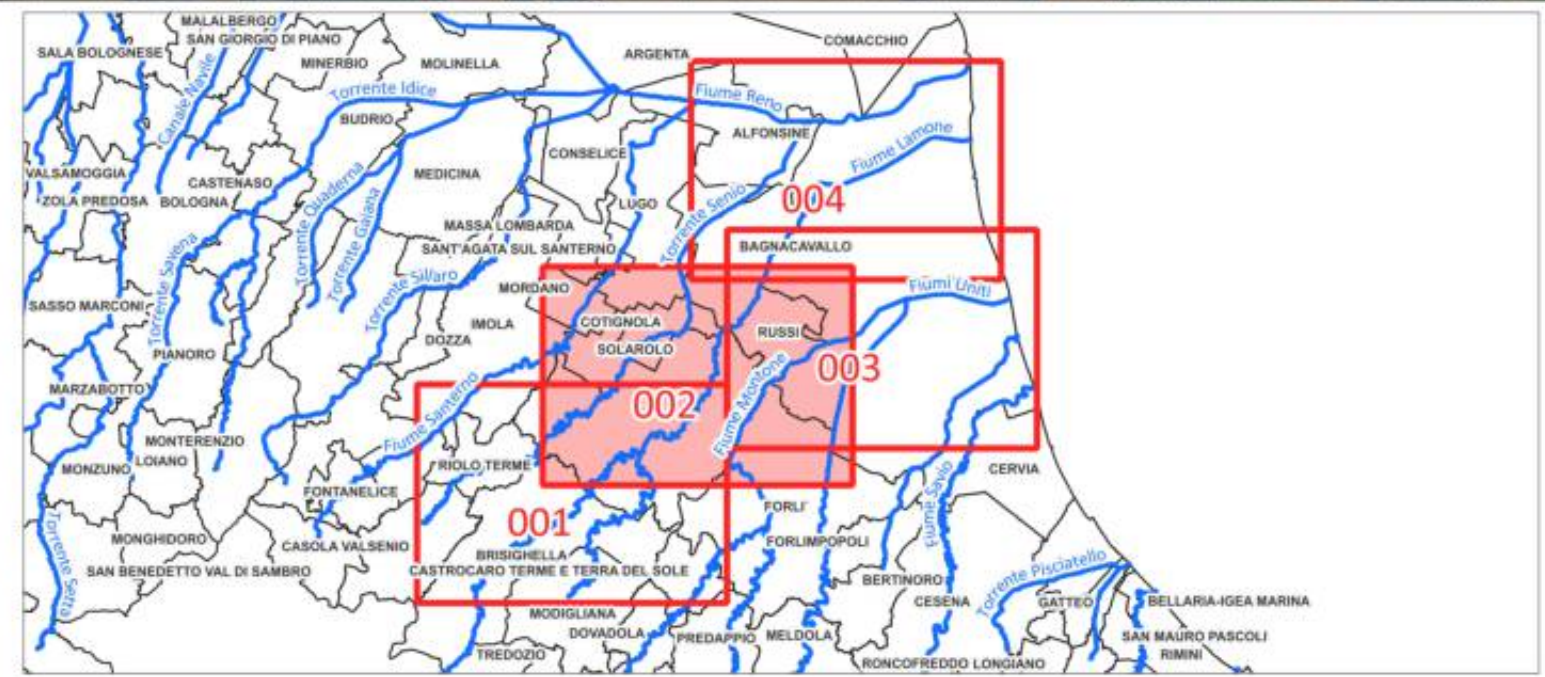 MALALBERGO
SAN GIORGIO DI PIANO
SALA BOLOGNESE
MINERBIO
MOLINELLA
ARGENTA
COMACCHIO
Canale Navile
Torrente Idice
BUDRIO
Fiume Reno
ALFONSINE
Fiume Lamone
CONSELICE
VALSAMOGGIA
CASTENASO
MEDICINA
ZOLA PREDOSA
BOLOGNA
Torrente Quaderna
Torrente Gaiana
LUGO
Torrente Senio
004
MASSA LOMBARDA
SANT'AGATA SUL SANTERNO
BAGNACAVALLO
Torrente Savena
Torrente Sillaro
MORDANO
Fiumi Uniti
SASSO MARCONI
IMOLA
COTIGNOLA
RUSSI
DOZZA
SOLAROLO
PIANORO
003
MARZABOTTO
002
Fiume Santerno
Fiume Montone
MONTERENZIO
MONZUNO
LOIANO
RIOLO TERME
CERVIA
FONTANELICE
Fiume Savio
FORLI'
001
MONGHIDORO
CASOLA VALSENIO
FORLIMPOPOLI
BRISIGHELLA
SAN BENEDETTO VAL DI SAMBRO
CASTROCARO TERME E TERRA DEL SOLE
Torrente Setta
BERTINORO
Torrente Pisciatello
CESENA
GATTEO
BELLARIA-IGEA MARINA
MODIGLIANA
DOVADOLA
PREDAPPIO
MELDOLA
SAN MAURO PASCOLI
TREDOZIO
RIMINI
RONCOFREDDO
LONGIANO